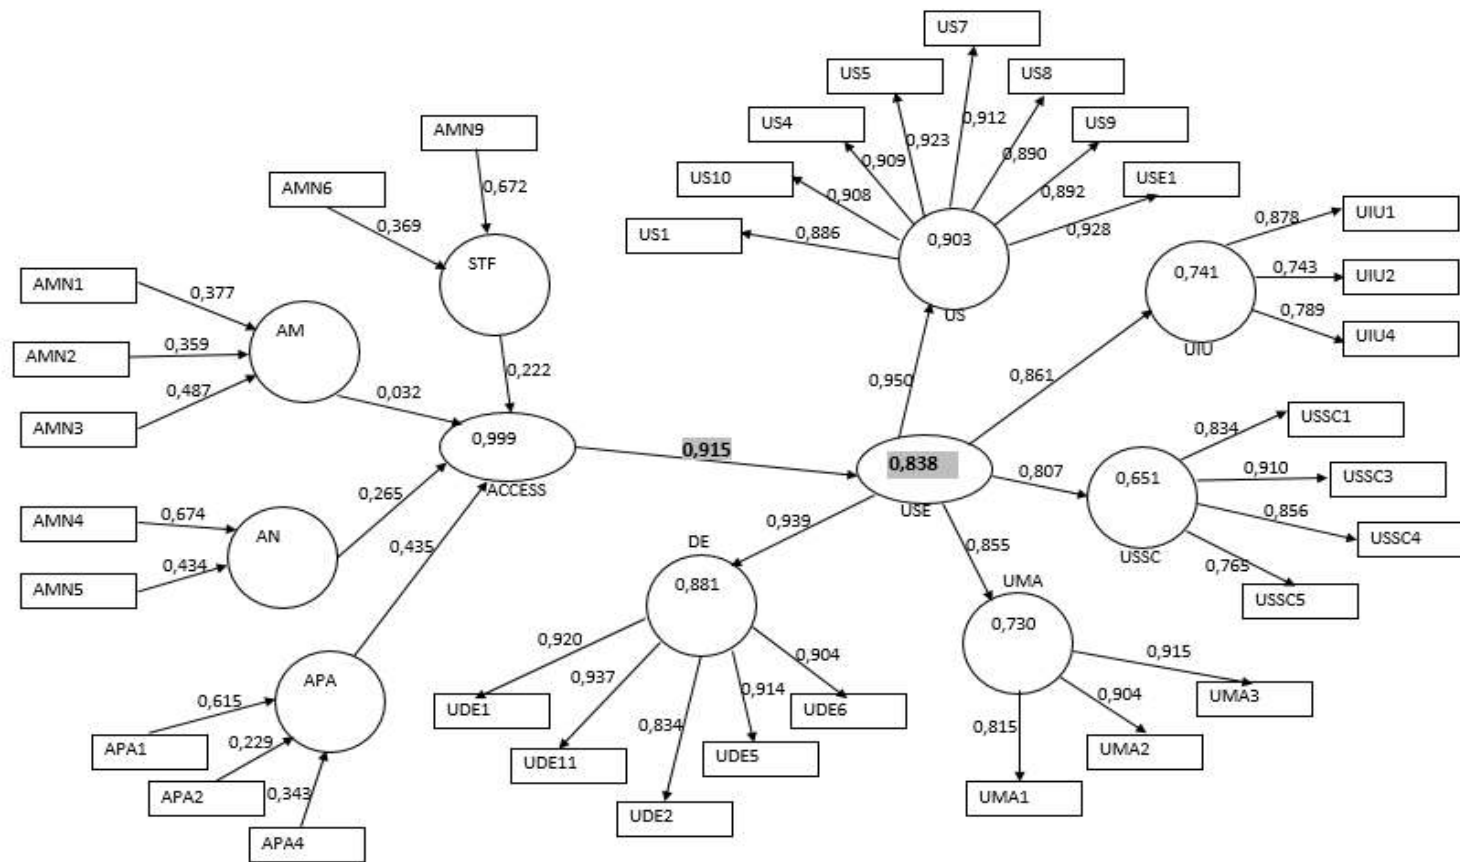 US7
US5
US8
0,912
AMN9
US4
0,923
US9
0,909
0,890
AMN6
0,672
US10
0,908
0,892
USE1
0,369
US1
0,886
0,903
0,928
0,878
UIU1
STF
0,741
0,743
UIU2
AMN1
0,377
US
0,789
AM
UIU
UIU4
AMN2
0,359
0,222
0,950
0,861
0,487
0,032
AMN3
0,999
0,915
0,838
0,834
USSC1
ACCESS
USE
0,807
0,651
0,910
USSC3
0,265
AMN4
0,674
AN
0,435
0,939
0,855
USSC
0,856
USSC4
DE
0,765
AMN5
0,434
0,881
UMA
USSC5
0,730
0,920
0,904
0,915
0,937
APA
0,914
0,904
UMA3
0,615
UDE1
0,834
UDE6
0,815
APA1
0,229
UDE11
UDE5
UMA2
APA2
0,343
UDE2
UMA1
APA4